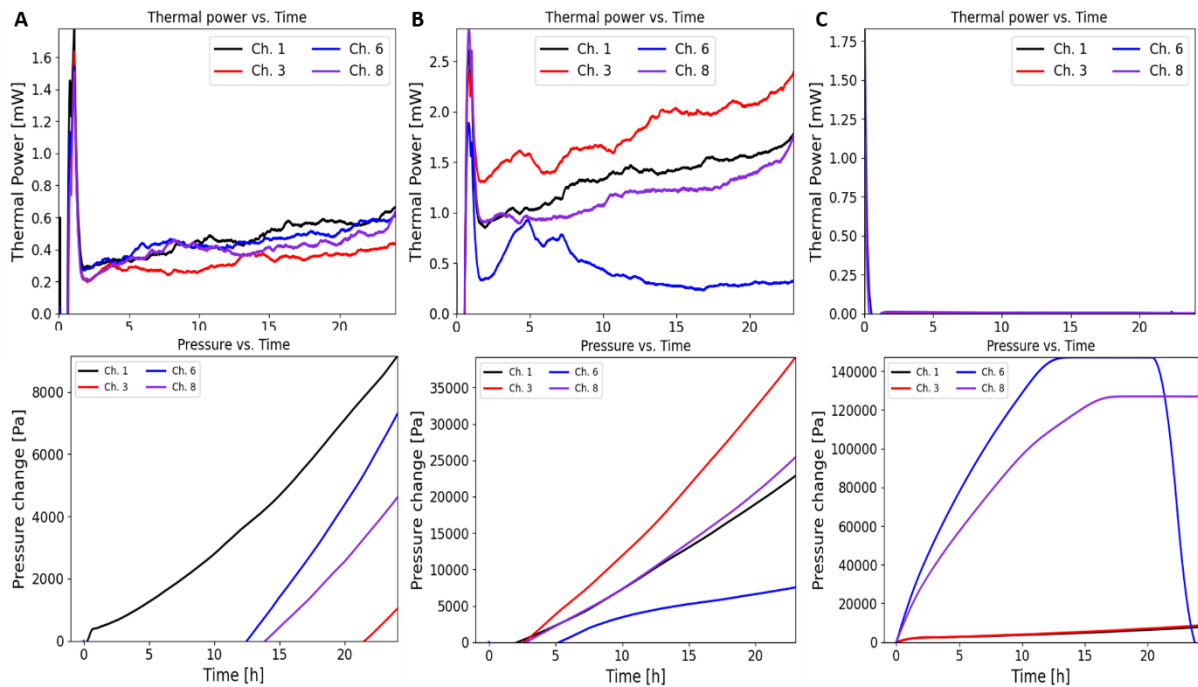 A
Thermal power vs. Time
Thermal Power [mW]
1.6
1.4
1.2
1.0
0.8
0.6
0.4
0.2
0.0
Ch. 1
Ch. 3
Ch. 6
Ch. 8
0 5 10 15 20
B
Thermal power vs. Time
Thermal Power [mW]
2.5
2.0
1.5
1.0
0.5
0.0
Ch. 1
Ch. 3
Ch. 6
Ch. 8
0 5 10 15 20
C
Thermal power vs. Time
Thermal Power [mW]
1.75
1.50
1.25
1.00
0.75
0.50
0.25
0.00
Ch. 1
Ch. 3
Ch. 6
Ch. 8
0 5 10 15 20
Pressure vs. Time
Pressure change [Pa]
8000
6000
4000
2000
0
Ch. 1
Ch. 3
Ch. 6
Ch. 8
0 5 10 15 20
Time [h]
Pressure vs. Time
Pressure change [Pa]
35000
30000
25000
20000
15000
10000
5000
0
Ch. 1
Ch. 3
Ch. 6
Ch. 8
0 5 10 15 20
Time [h]
Pressure vs. Time
Pressure change [Pa]
140000
120000
100000
80000
60000
40000
20000
0
Ch. 1
Ch. 3
Ch. 6
Ch. 8
0 5 10 15 20
Time [h]